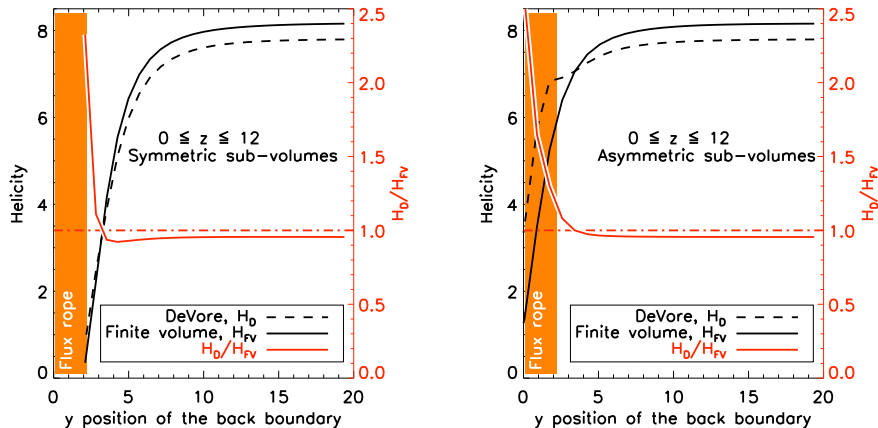 8
6
4
2
0
Helicity
2.5
2.0
1.5
1.0
0.5
0.0
H_D/H_FV
0 ≦ z ≦ 12
Symmetric sub-volumes
Flux rope
DeVore, H_D
Finite volume, H_FV
H_D/H_FV
0 5 10 15 20
y position of the back boundary
8
6
4
2
0
Helicity
2.5
2.0
1.5
1.0
0.5
0.0
H_D/H_FV
0 ≦ z ≦ 12
Asymmetric sub-volumes
Flux rope
DeVore, H_D
Finite volume, H_FV
H_D/H_FV
0 5 10 15 20
y position of the back boundary